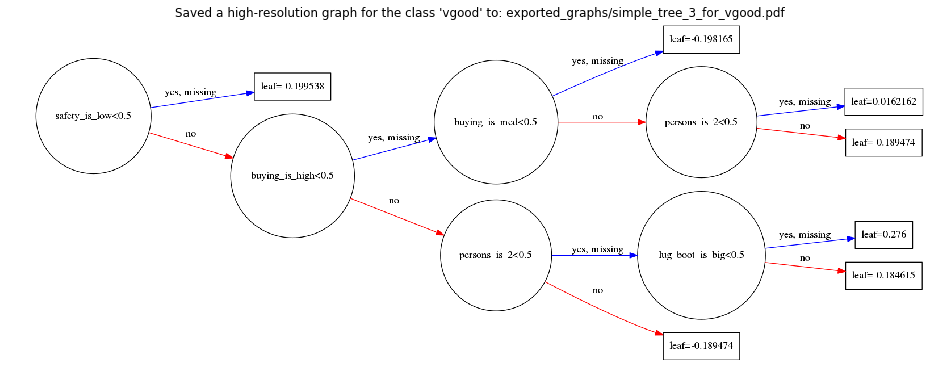 Saved a high-resolution graph for the class 'vgood' to: exported_graphs/simple_tree_3_for_vgood.pdf
leaf=-0.198165
yes, missing
leaf= 0.199538
yes, missing
leaf=0.0162162
yes, missing
safety_is_low<0.5
buying_is_med<0.5
no
persons_is_2<0.5
no
leaf= 0.189474
no
yes, missing
buying_is_high<0.5
no
yes, missing
leaf=0.276
persons_is_2<0.5
yes, missing
lug_boot_is_big<0.5
no
leaf= 0.184615
no
leaf=-0.189474